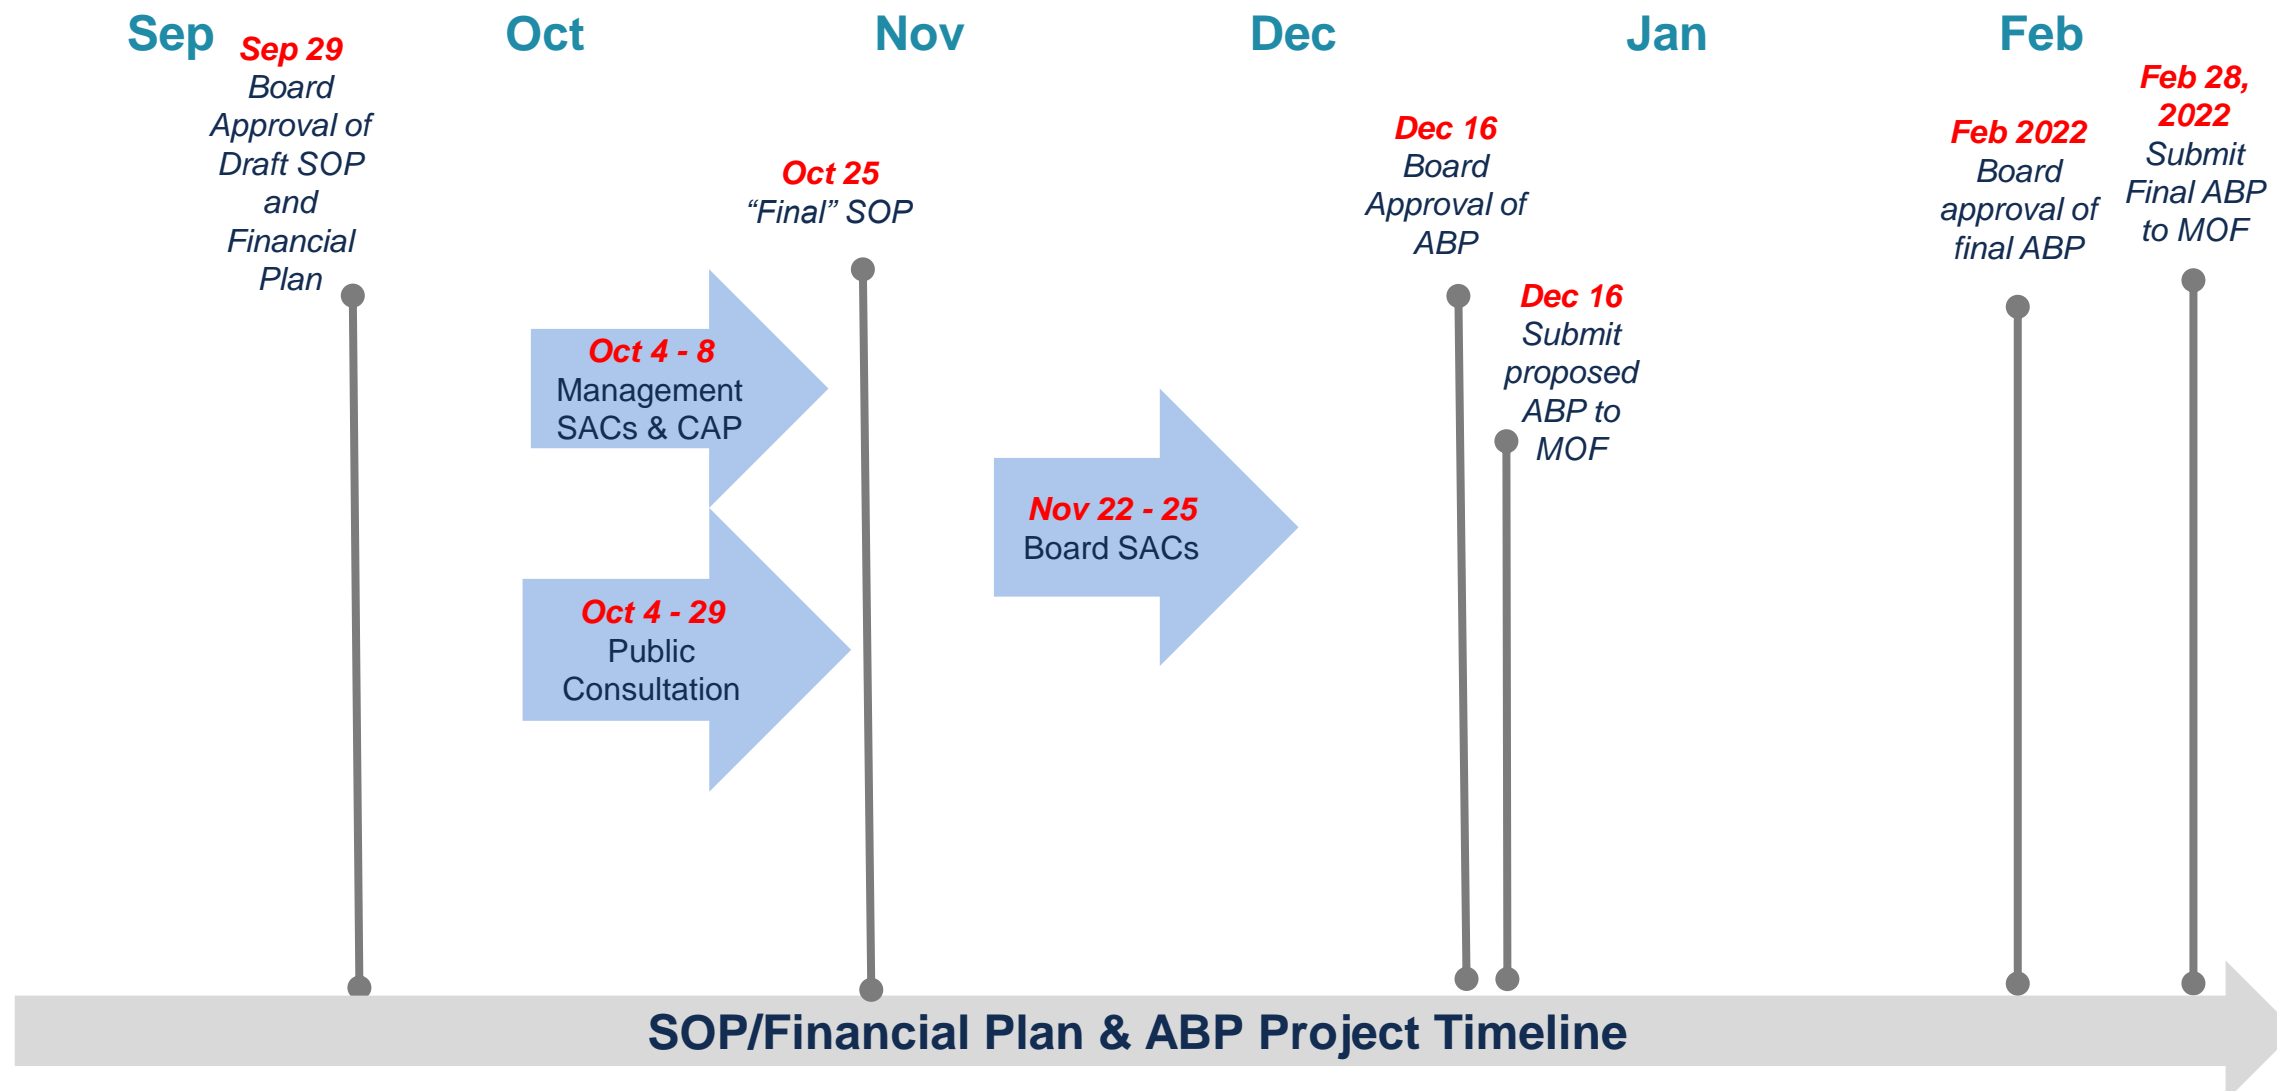 Sep
Oct
Nov
Dec
Jan
Feb
Sep 29
Board
Approval of
Draft SOP
and
Financial
Plan
Oct 4 - 8
Management
SACs & CAP
Oct 4 - 29
Public
Consultation
Oct 25
“Final” SOP
Nov 22 - 25
Board SACs
Dec 16
Board
Approval of
ABP
Dec 16
Submit
proposed
ABP to
MOF
Feb 2022
Board
approval of
final ABP
Feb 28,
2022
Submit
Final ABP
to MOF
SOP/Financial Plan & ABP Project Timeline